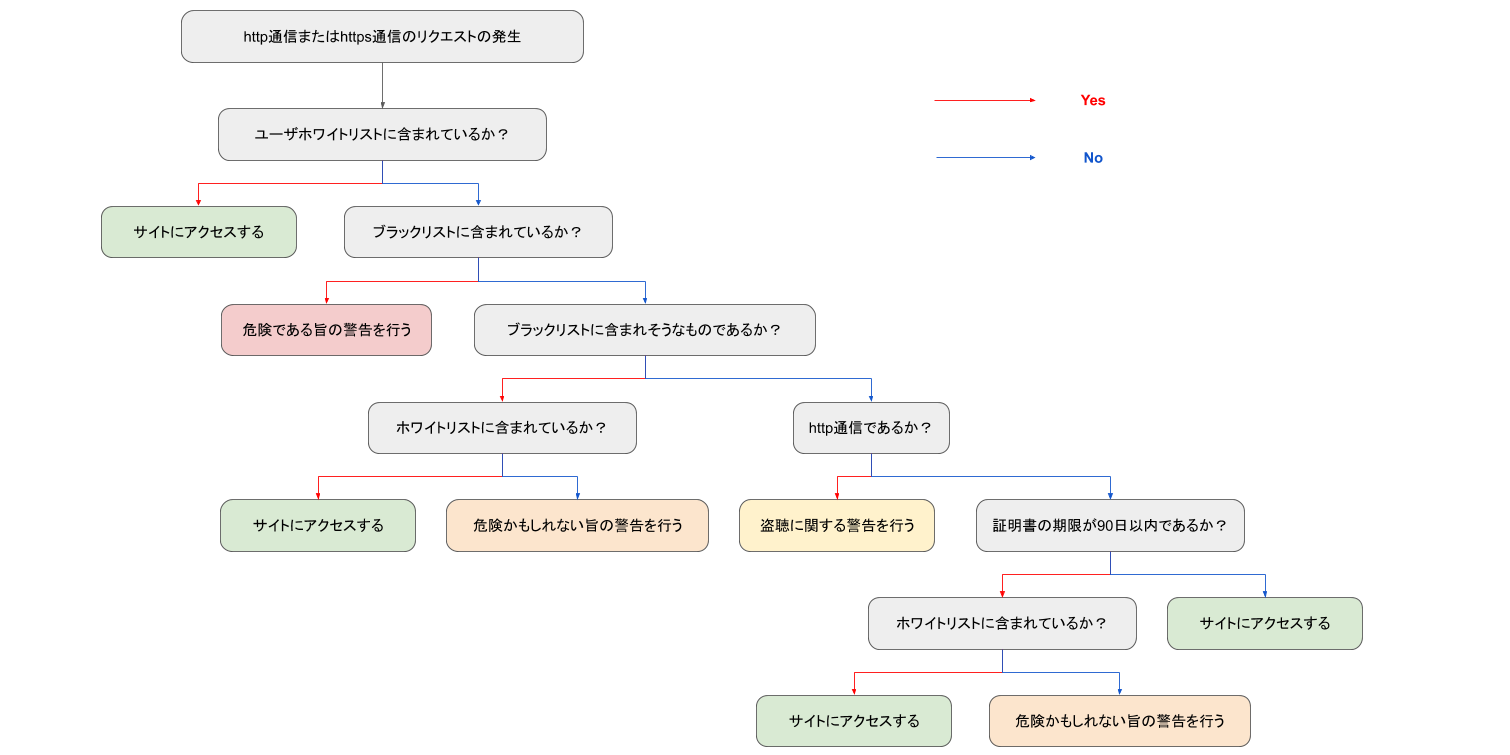 http通信またはhttps通信のリクエストの発生
Yes
ユーザホワイトリストに含まれているか？
No
サイトにアクセスする
ブラックリストに含まれているか？
危険である旨の警告を行う
ブラックリストに含まれそうなものであるか？
ホワイトリストに含まれているか？
http通信であるか？
サイトにアクセスする
危険かもしれない旨の警告を行う
盗聴に関する警告を行う
証明書の期限が90日以内であるか？
ホワイトリストに含まれているか？
サイトにアクセスする
サイトにアクセスする
危険かもしれない旨の警告を行う